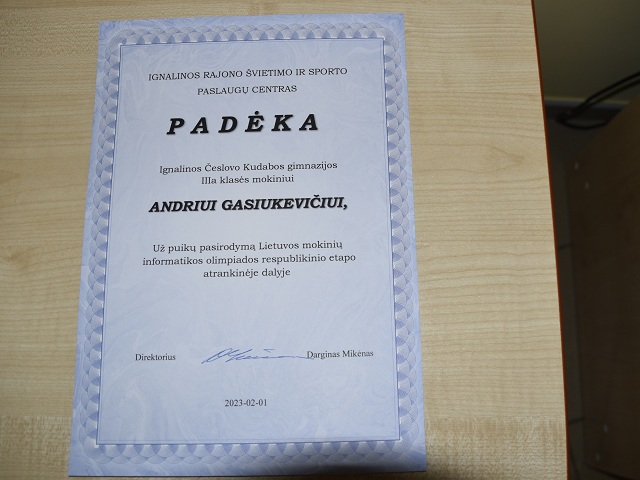 IGNALINOS RAJONO ŠVIETIMO IR SPORTO
PASLAUGŲ CENTRAS
PADĖKA
Ignalinos Česlovo Kudabos gimnazijos
IIIa klasės mokiniui
ANDRIUI GASIUKEVIČIUI,
Už puikų pasirodymą Lietuvos mokinių
informatikos olimpiados respublikinio etapo
atrankinėje dalyje
Direktorius Darginas Mikėnas
2023-02-01